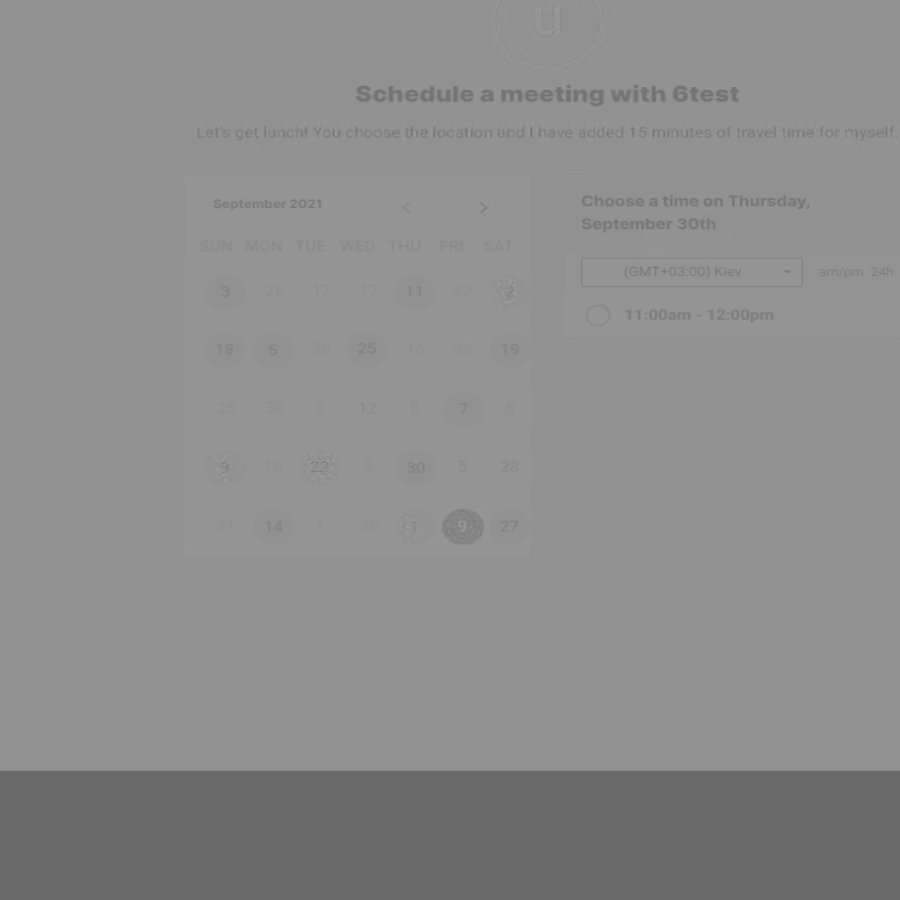 u
Schedule a meeting with 6test
Let's get lunch! You choose the location and I have added 15 minutes of travel time for myself.
September 2021 < >
SUN MON TUE WED THU FRI SAT
3 26 17 17 11 22
18 5 30 25 16 23 19
25 30 6 12 8 7 8
9 16 22 9 30 5 28
21 14 1 26 1 9 27
Choose a time on Thursday,
September 30th
(GMT+03:00) Kiev
am/pm 24h
11:00am - 12:00pm